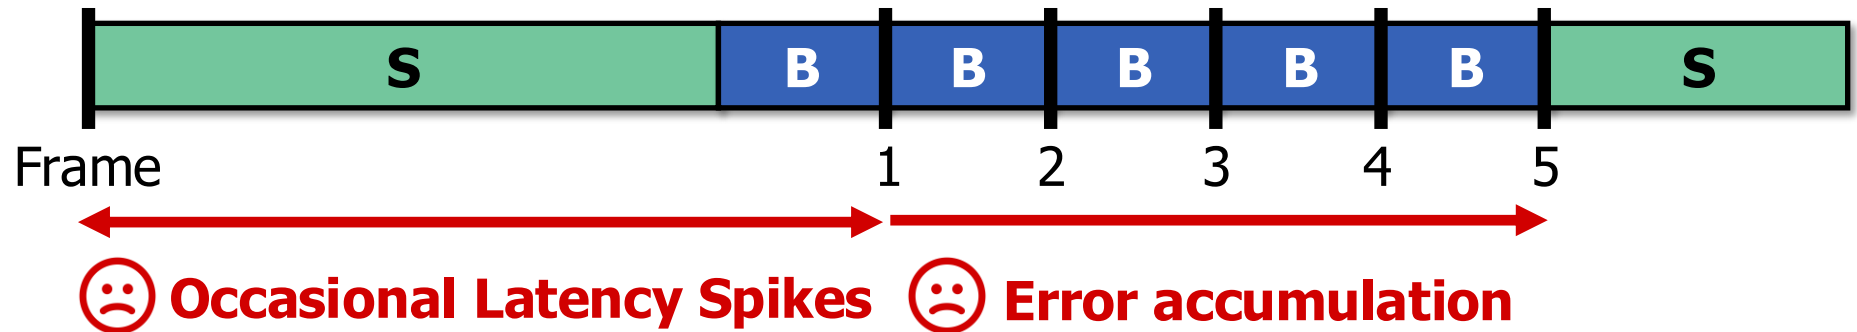 S B B B B B S
Frame 1 2 3 4 5
Occasional Latency Spikes Error accumulation